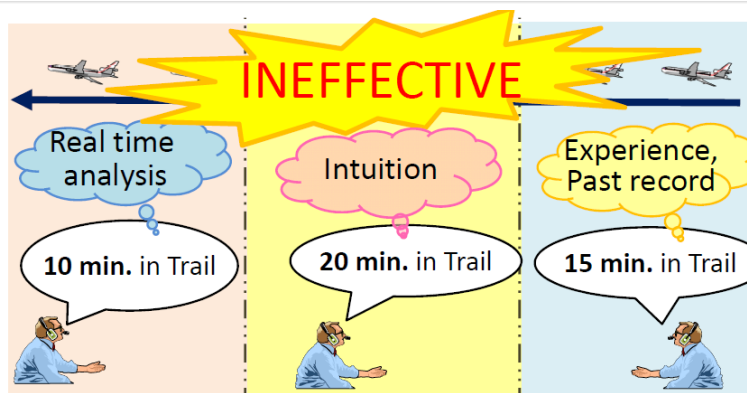 INEFFECTIVE
Real time
analysis
Intuition
Experience,
Past record
10 min. in Trail
20 min. in Trail
15 min. in Trail